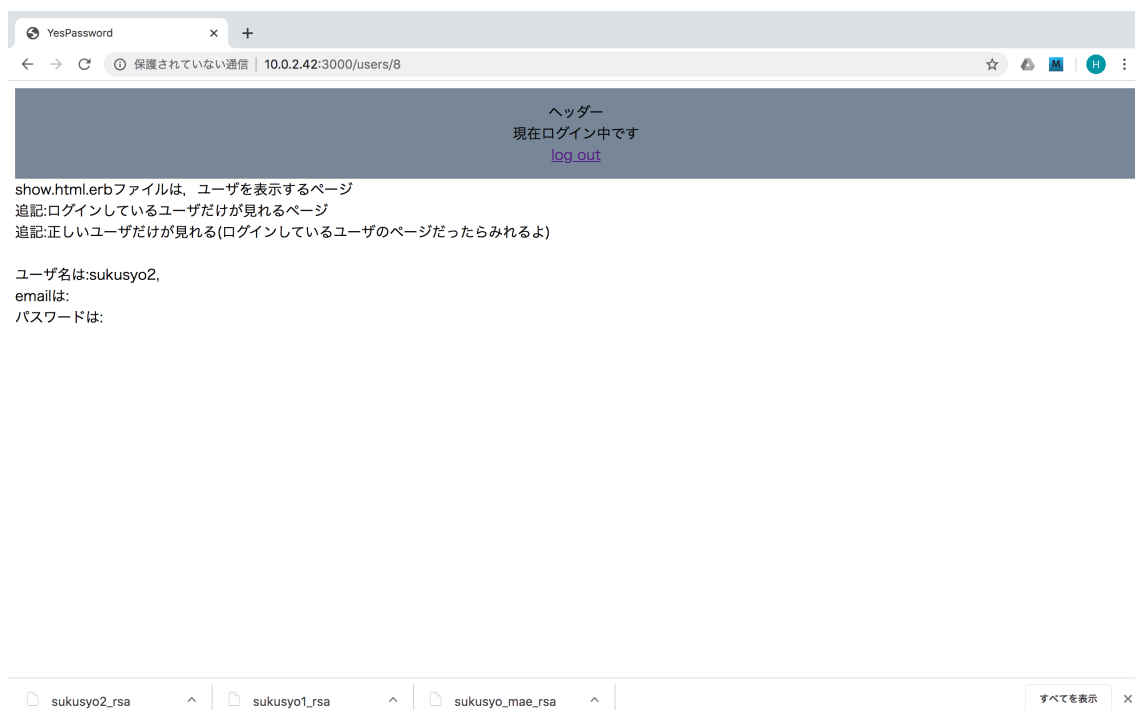 YesPassword
保護されていない通信 | 10.0.2.42:3000/users/8
M
H
ヘッダー
現在ログイン中です
log out
show.html.erbファイルは，ユーザを表示するページ
追記:ログインしているユーザだけが見れるページ
追記:正しいユーザだけが見れる(ログインしているユーザのページだったらみれるよ)
ユーザ名は:sukusyo2,
emailは:
パスワードは:
sukusyo2_rsa
sukusyo1_rsa
sukusyo_mae_rsa
すべてを表示